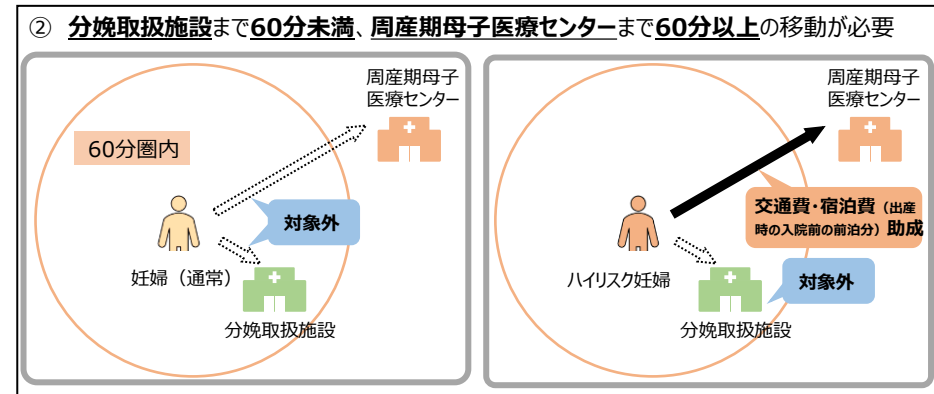 ② 分娩取扱施設まで60分未満、周産期母子医療センターまで60分以上の移動が必要
周産期母子
医療センター
60分圏内
対象外
妊婦（通常）
分娩取扱施設
周産期母子
医療センター
交通費・宿泊費（出産
時の入院前の前泊分）助成
ハイリスク妊婦
対象外
分娩取扱施設